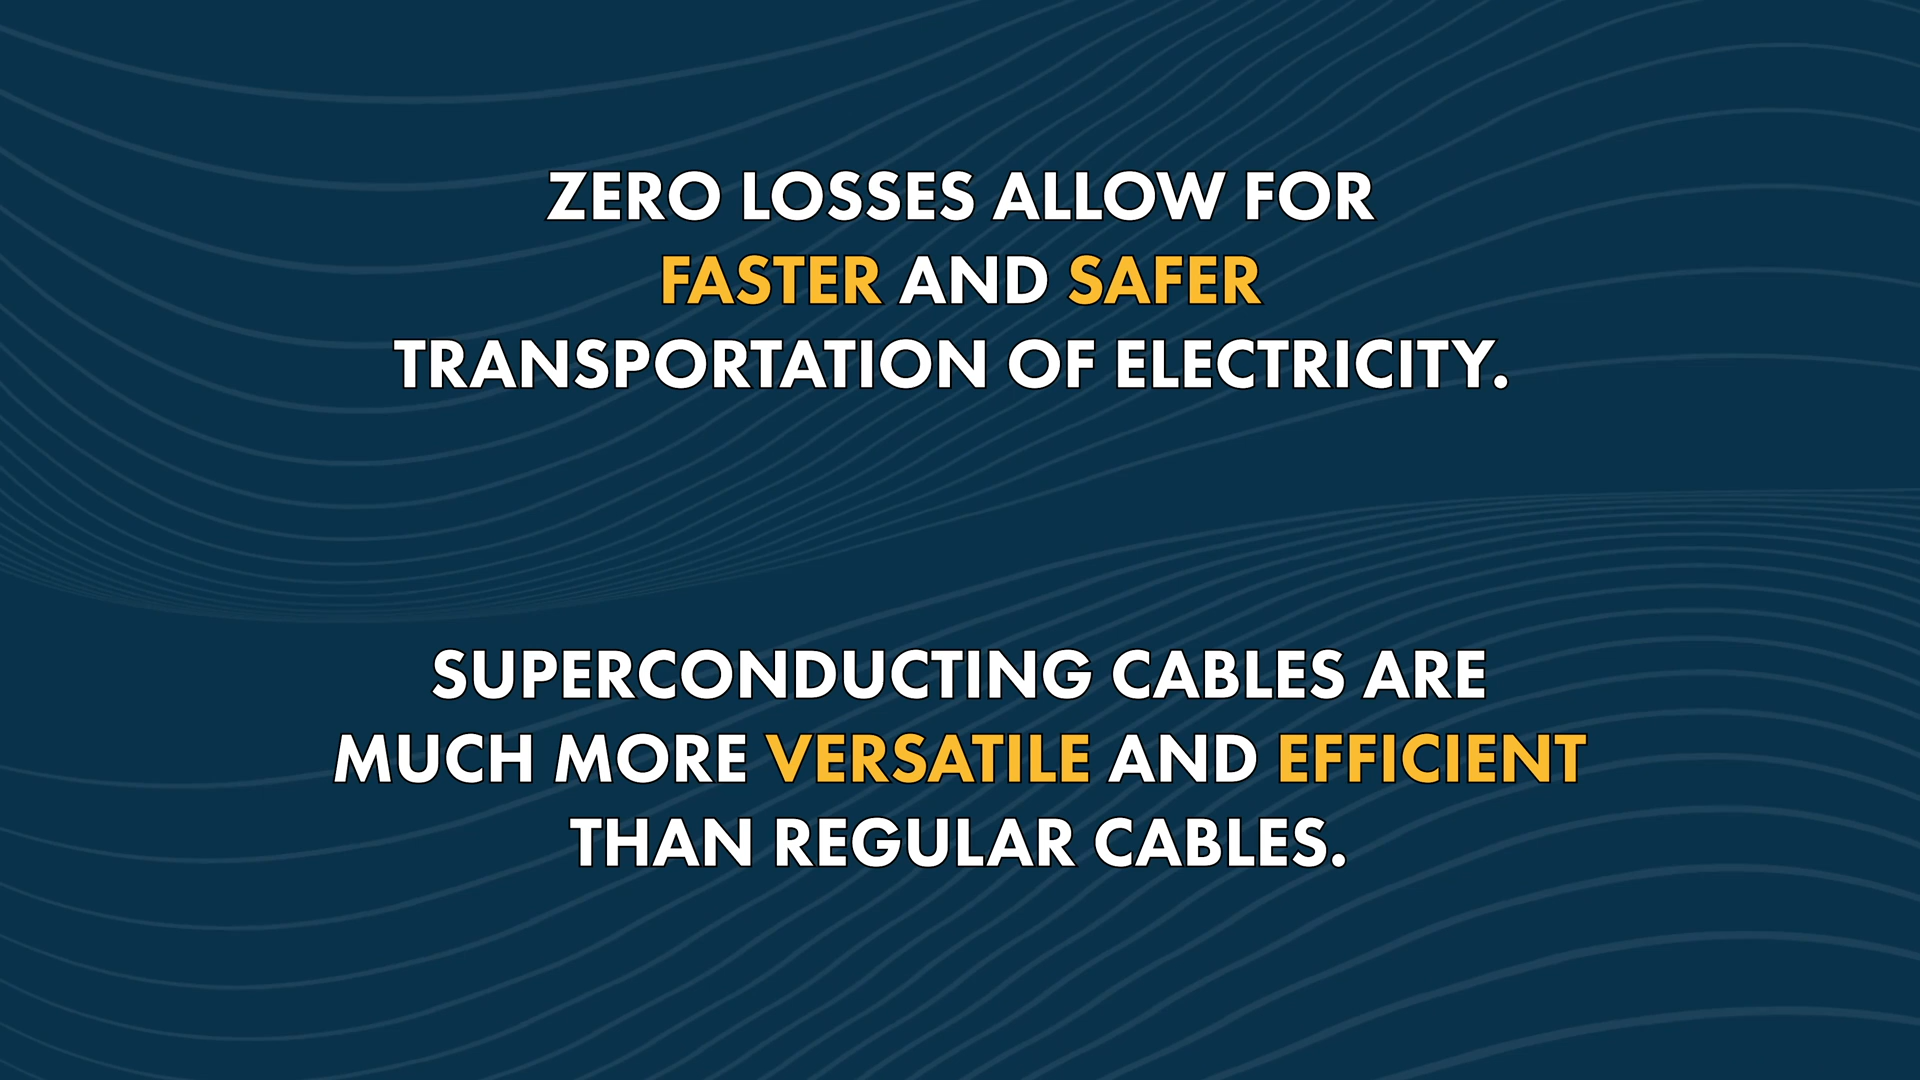 ZERO LOSSES ALLOW FOR
FASTER AND SAFER
TRANSPORTATION OF ELECTRICITY.
SUPERCONDUCTING CABLES ARE
MUCH MORE VERSATILE AND EFFICIENT
THAN REGULAR CABLES.